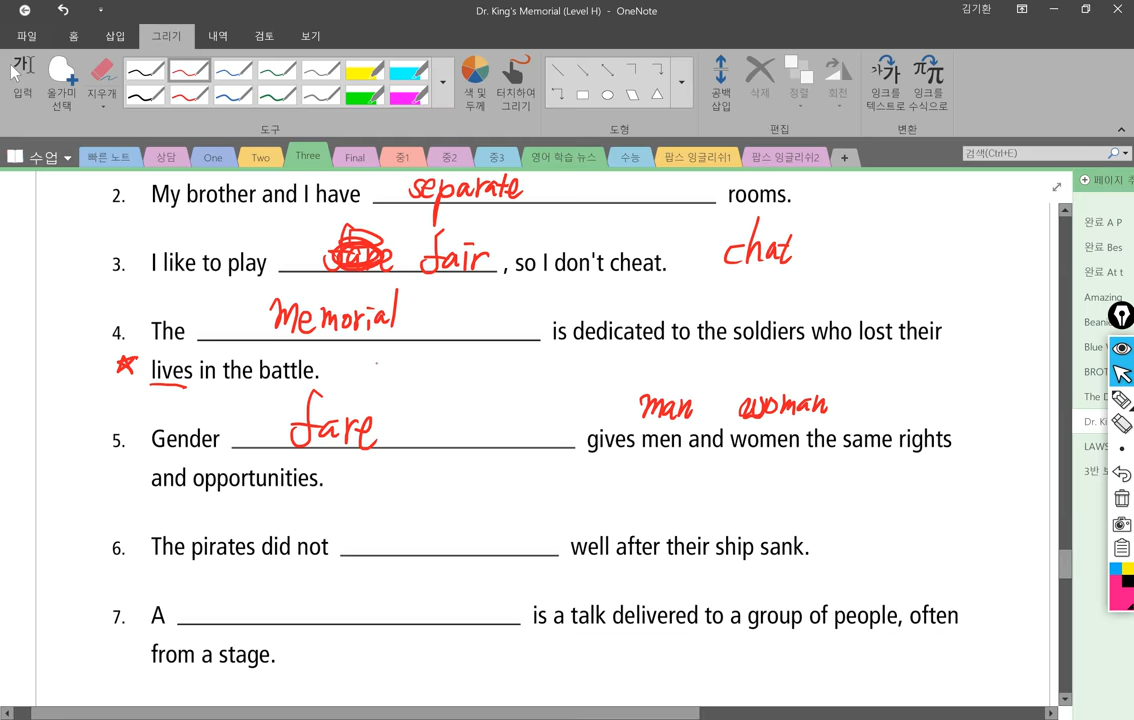 Dr. King's Memorial (Level H) - OneNote
김기환
파일 홈 삽입 그리기 내역 검토 보기
입력
올가미 선택
지우개
색 및 두께
터치하여 그리기
공백 삽입
삭제
정렬
회전
잉크를 텍스트로
잉크를 수식으로
도구 도형 편집 변환
수업 빠른 노트 상담 One Two Three Final 중1 중2 중3 영어 학습 뉴스 수능 팝스 잉글리쉬1 팝스 잉글리쉬2 +
검색(Ctrl+E)
페이지 추
완료 A P
완료 Bes
완료 At t
Amazing
Beani
Blue
BROT
The D
Dr. Ki
LAWS
3반 보
2. My brother and I have separate rooms.
3. I like to play fair, so I don't cheat. chat
4. The Memorial is dedicated to the soldiers who lost their
lives in the battle.
man woman
5. Gender fare gives men and women the same rights
and opportunities.
6. The pirates did not ____ well after their ship sank.
7. A ____ is a talk delivered to a group of people, often
from a stage.